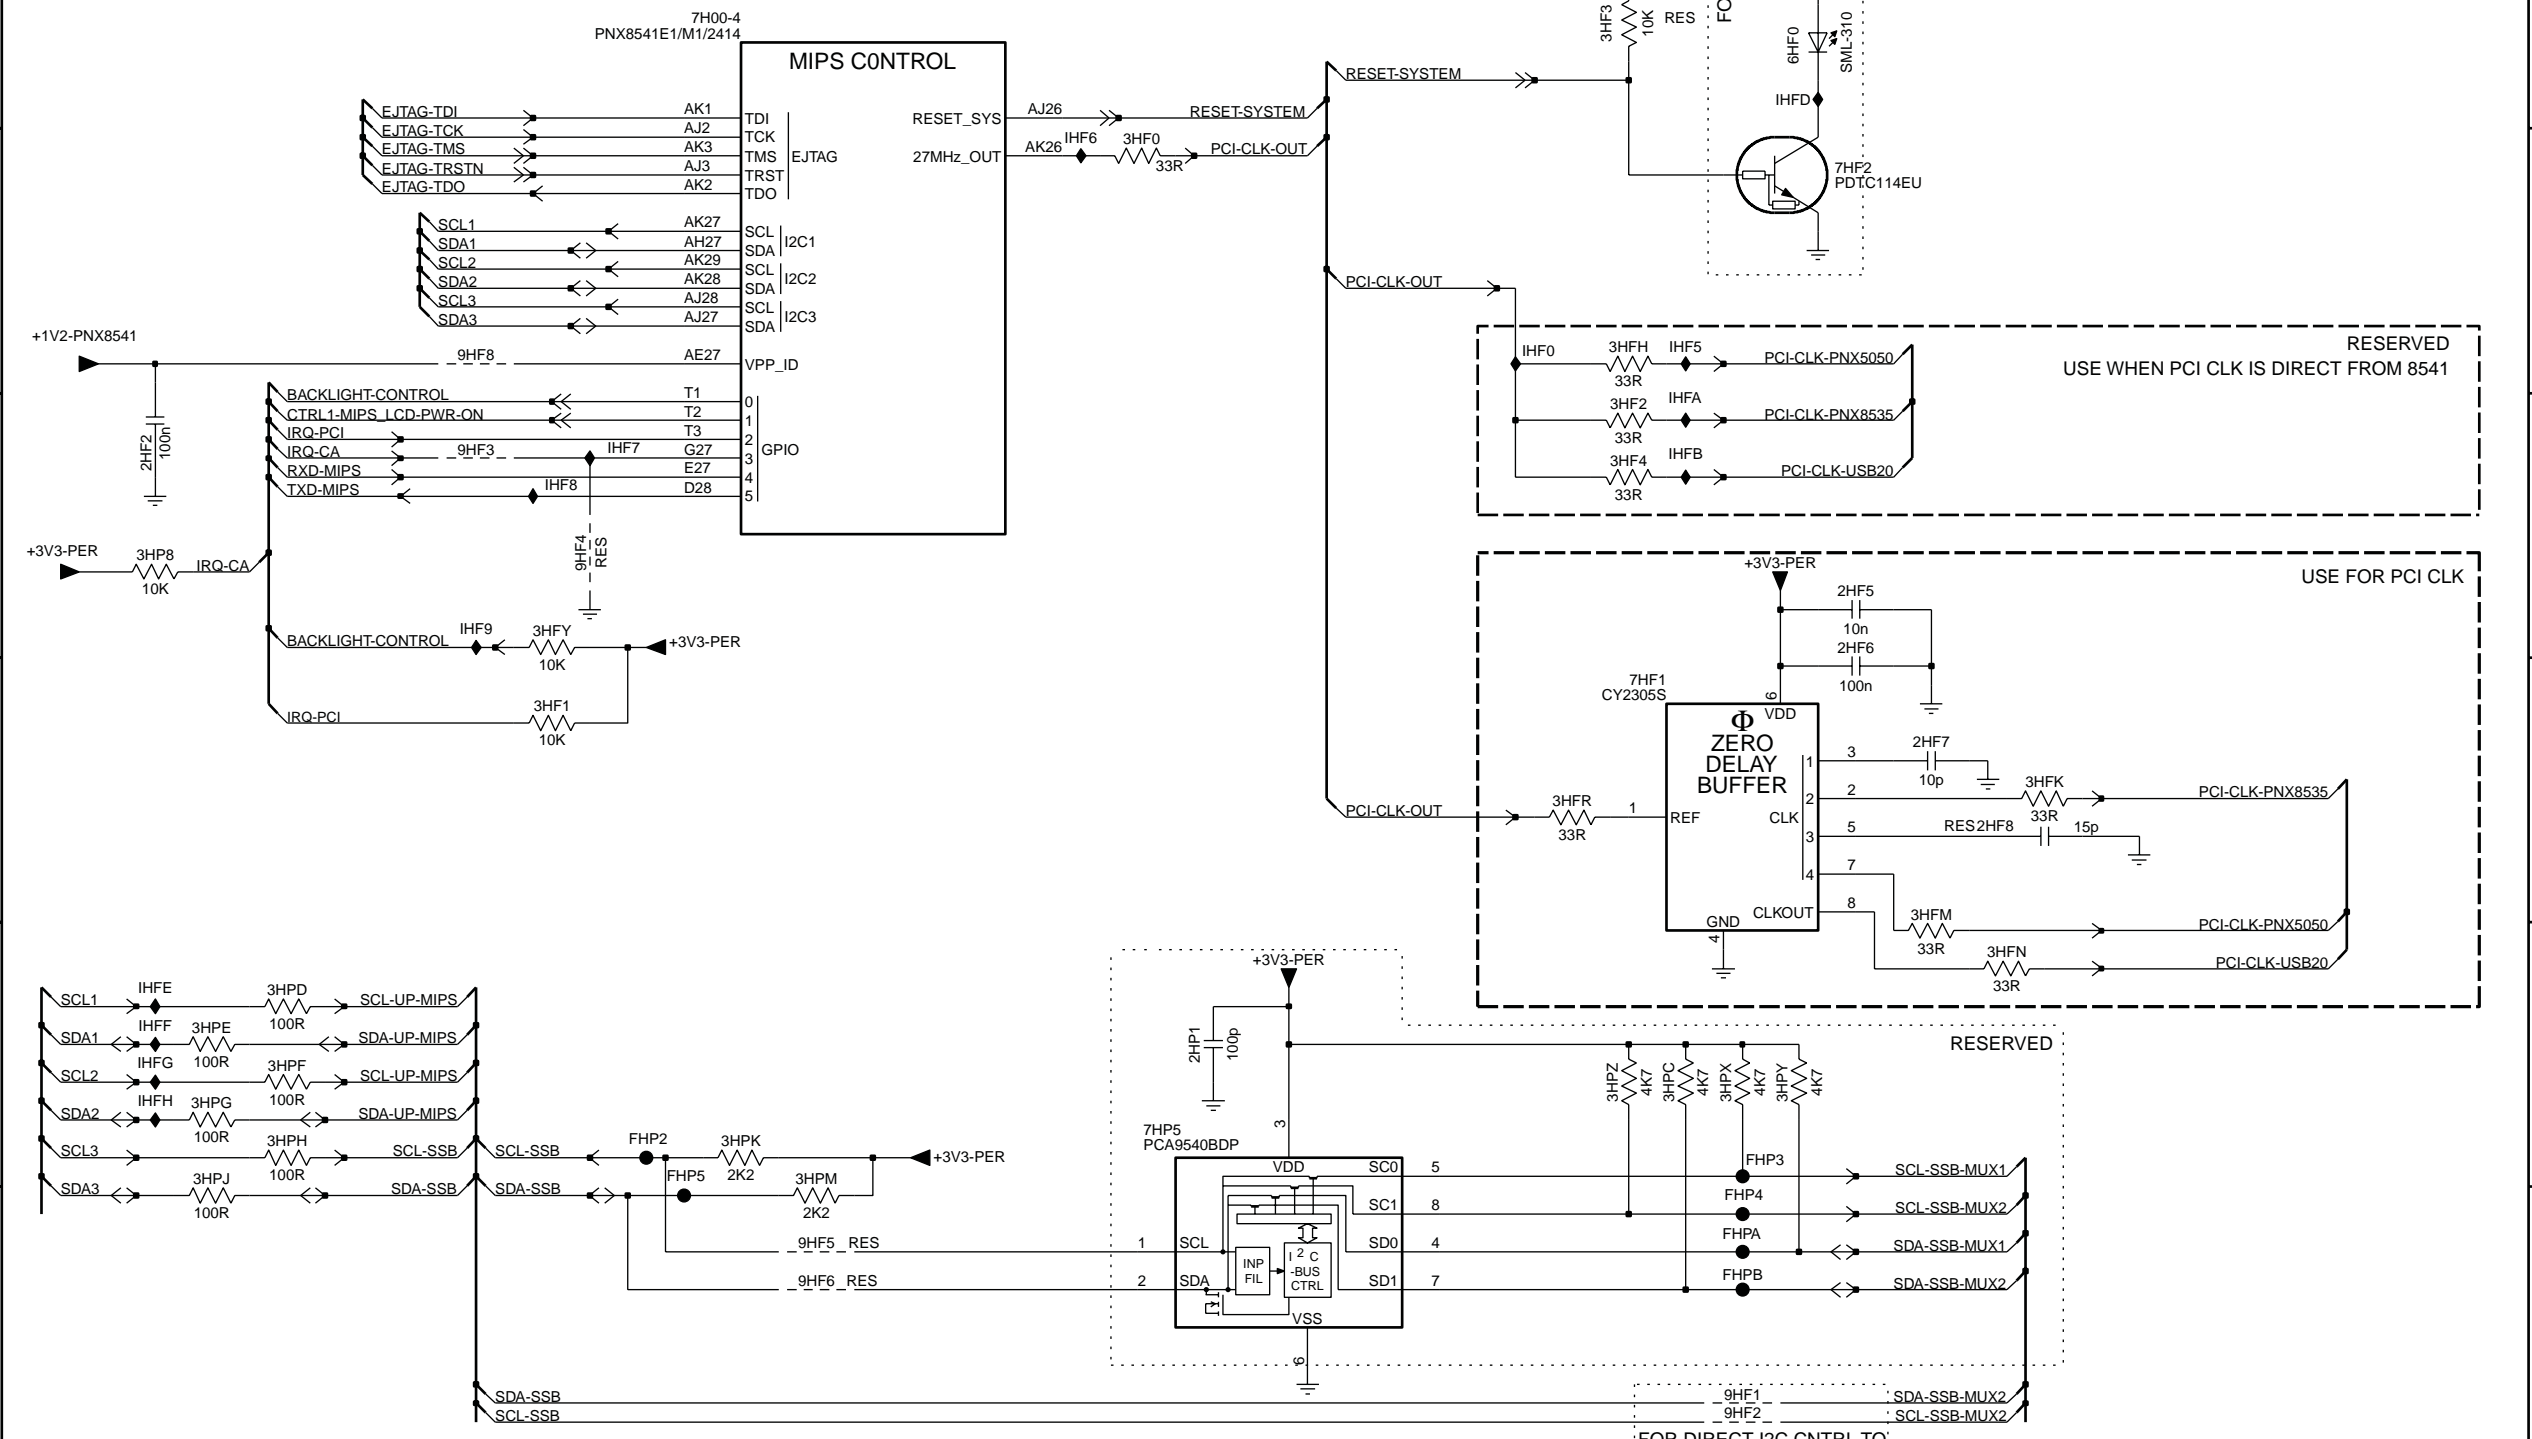 7H00-4
PNX8541E1/M1/2414
MIPS C0NTROL
EJTAG-TDI AK1 TDI
EJTAG-TCK AJ2 TCK
EJTAG-TMS AK3 TMS EJTAG
EJTAG-TRSTN AJ3 TRST
EJTAG-TDO AK2 TDO
SCL1 AK27 SCL
SDA1 AH27 SDA I2C1
SCL2 AK29 SCL
SDA2 AK28 SDA I2C2
SCL3 AJ28 SCL
SDA3 AJ27 SDA I2C3
+1V2-PNX8541 9HF8 AE27 VPP_ID
2HF2 100n
BACKLIGHT-CONTROL T1 0
CTRL1-MIPS_LCD-PWR-ON T2 1
IRQ-PCI T3 2
IRQ-CA 9HF3 IHF7 G27 3 GPIO
RXD-MIPS E27 4
TXD-MIPS IHF8 D28 5
9HF4 RES
+3V3-PER 3HP8 10K IRQ-CA
BACKLIGHT-CONTROL IHF9 3HFY 10K +3V3-PER
IRQ-PCI 3HF1 10K
RESET_SYS AJ26 RESET-SYSTEM
27MHz_OUT AK26 IHF6 3HF0 33R PCI-CLK-OUT
3HF3 10K RES
FO
6HF0 SML-310
RESET-SYSTEM
IHFD
7HF2
PDTC114EU
PCI-CLK-OUT
RESERVED
USE WHEN PCI CLK IS DIRECT FROM 8541
IHF0 3HFH 33R IHF5 PCI-CLK-PNX5050
3HF2 33R IHFA PCI-CLK-PNX8535
3HF4 33R IHFB PCI-CLK-USB20
USE FOR PCI CLK
+3V3-PER
2HF5
10n
2HF6
100n
7HF1
CY2305S
6 VDD
Φ
ZERO
DELAY
BUFFER
1 3 2HF7 10p
2 2 3HFK 33R PCI-CLK-PNX8535
PCI-CLK-OUT 3HFR 33R 1 REF CLK
3 5 RES 2HF8 15p
4 7 3HFM 33R PCI-CLK-PNX5050
CLKOUT 8 3HFN 33R PCI-CLK-USB20
GND
4
SCL1 IHFE 3HPD 100R SCL-UP-MIPS
SDA1 IHFF 3HPE 100R SDA-UP-MIPS
SCL2 IHFG 3HPF 100R SCL-UP-MIPS
SDA2 IHFH 3HPG 100R SDA-UP-MIPS
SCL3 3HPH 100R SCL-SSB
SDA3 3HPJ 100R SDA-SSB
SCL-SSB FHP2 3HPK 2K2 +3V3-PER
SDA-SSB FHP5 3HPM 2K2
9HF5 RES 1 SCL
9HF6 RES 2 SDA
+3V3-PER
2HP1 100p
RESERVED
3HPZ 4K7
3HPC 4K7
3HPX 4K7
3HPY 4K7
3
7HP5
PCA9540BDP
VDD
INP
FIL
I 2 C
-BUS
CTRL
VSS
6
SC0 5 FHP3 SCL-SSB-MUX1
SC1 8 FHP4 SCL-SSB-MUX2
SD0 4 FHPA SDA-SSB-MUX1
SD1 7 FHPB SDA-SSB-MUX2
SDA-SSB 9HF1 SDA-SSB-MUX2
SCL-SSB 9HF2 SCL-SSB-MUX2
FOR DIRECT I2C CNTRL TO